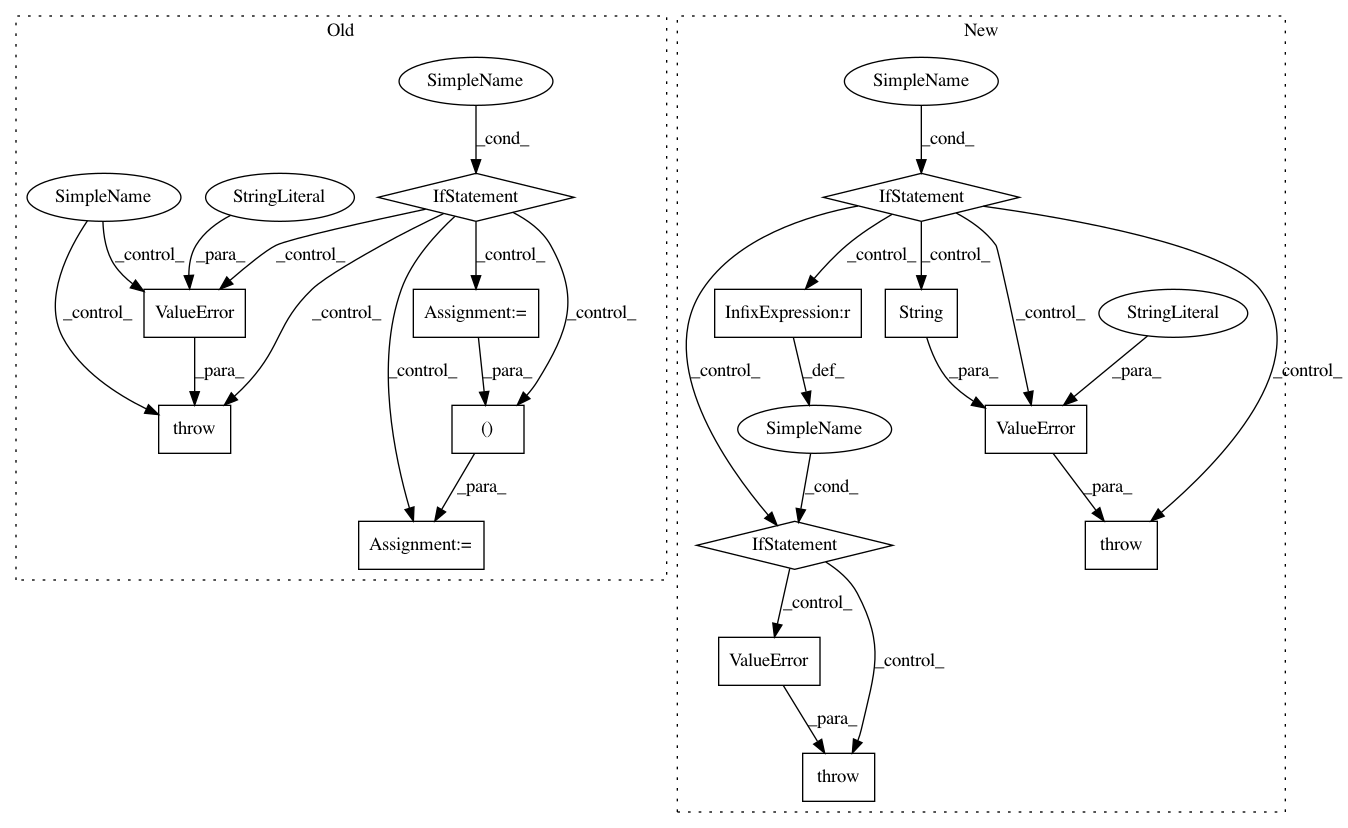 Old
New
SimpleName
SimpleName
_cond_
_cond_
SimpleName
StringLiteral
IfStatement
IfStatement
_control_
_para_
_control_
_control_
_control_
_control_
_control_
ValueError
Assignment:=
InfixExpression:r
String
StringLiteral
_control_
_control_
_control_
_control_
_para_
_control_
_para_
_control_
_def_
_para_
_para_
throw
()
SimpleName
ValueError
_para_
_cond_
_para_
Assignment:=
IfStatement
throw
_control_
ValueError
_control_
_para_
throw